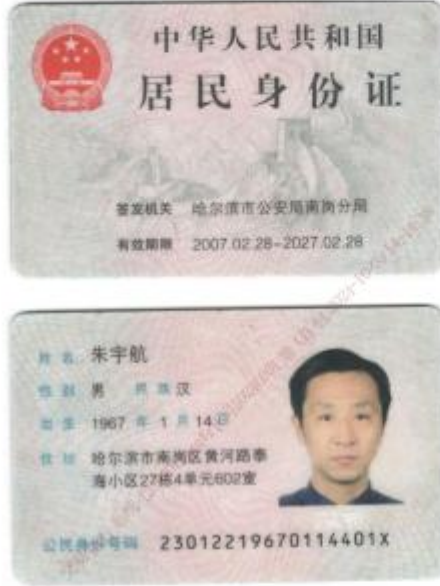 中华人民共和国
居民身份证
签发机关 哈尔滨市公安局南岗分局
有效期限 2007.02.28-2027.02.28
姓名 朱宇航
性别 男 民族 汉
出生 1967 年 1 月 14 日
住址 哈尔滨市南岗区黄河路泰
海小区27栋4单元602室
公民身份号码 23012219670114401X